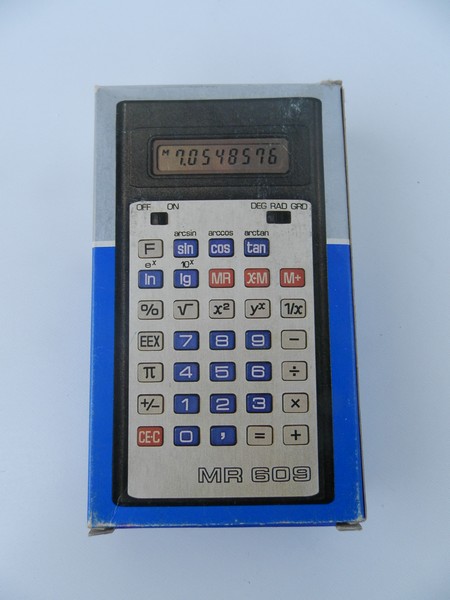 M 7.0548576
OFF ON DEG RAD GRD
arcsin arccos arctan
F sin cos tan
eˣ 10ˣ
ln lg MR X·M M+
% √ x² yˣ 1/x
EEX 7 8 9 −
π 4 5 6 ÷
+/− 1 2 3 ×
CE·C 0 , = +
MR 609